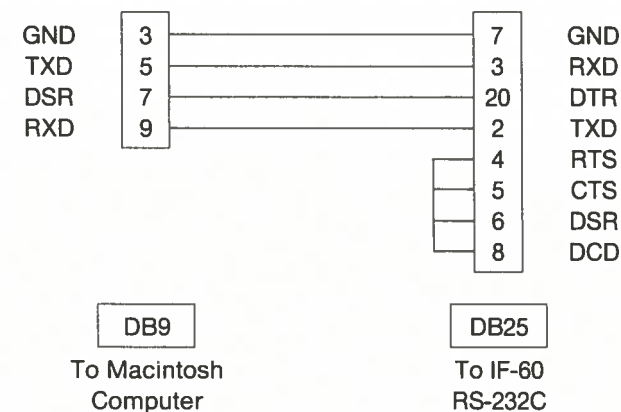 GND 3 7 GND
TXD 5 3 RXD
DSR 7 20 DTR
RXD 9 2 TXD
4 RTS
5 CTS
6 DSR
8 DCD
DB9 DB25
To Macintosh To IF-60
Computer RS-232C